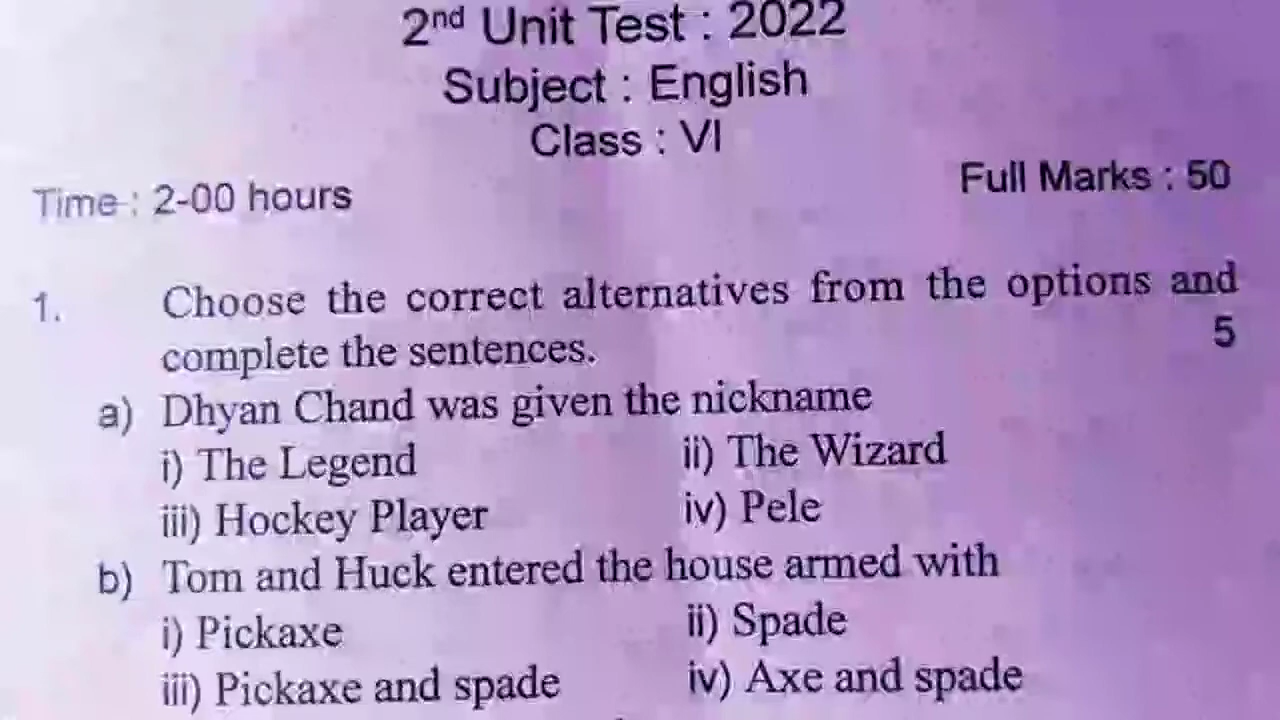 2nd Unit Test : 2022
Subject : English
Class : VI
Time : 2-00 hours
Full Marks : 50
1. Choose the correct alternatives from the options and
complete the sentences. 5
a) Dhyan Chand was given the nickname
i) The Legend ii) The Wizard
iii) Hockey Player iv) Pele
b) Tom and Huck entered the house armed with
i) Pickaxe ii) Spade
iii) Pickaxe and spade iv) Axe and spade